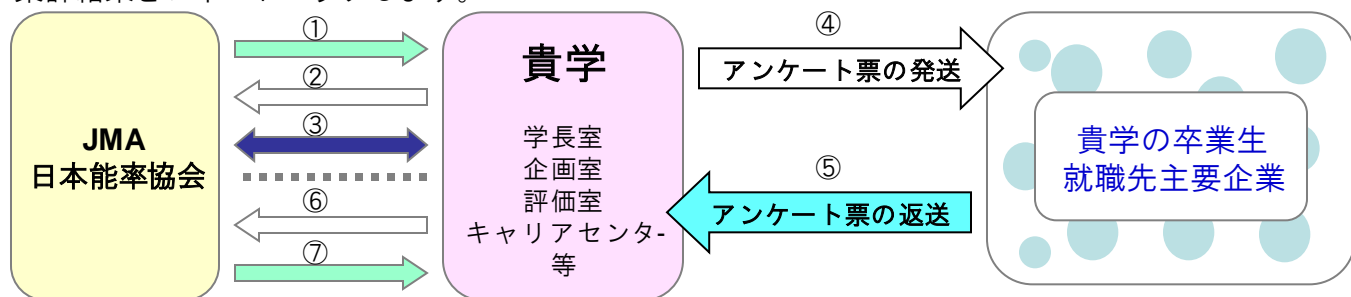 ①
②
③
⑥
⑦
JMA
日本能率協会
貴学
学長室
企画室
評価室
キャリアセンタ-
等
④
アンケート票の発送
⑤
アンケート票の返送
貴学の卒業生
就職先主要企業